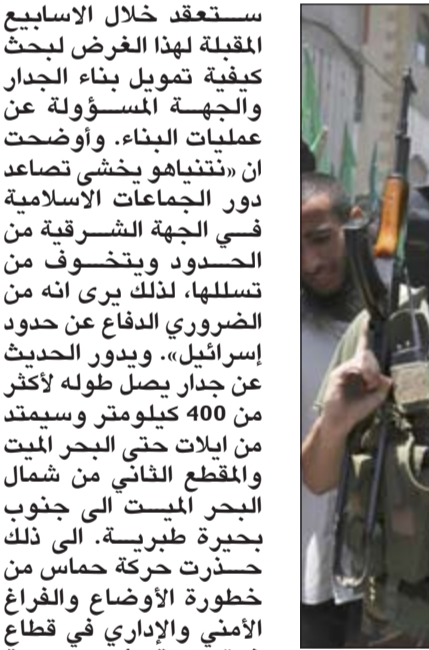 ستعقد خلال الاسابيع
المقبلة لهذا الغرض لبحث
كيفية تمويل بناء الجدار
والجهة المسؤولة عن
عمليات البناء. وأوضحت
ان «نتنياهو يخشى تصاعد
دور الجماعات الاسلامية
في الجهة الشرقية من
الحدود ويتخوف من
تسللها، لذلك يرى انه من
الضروري الدفاع عن حدود
إسرائيل». ويدور الحديث
عن جدار يصل طوله لأكثر
من 400 كيلومتر وسيمتد
من ايلات حتى البحر الميت
والمقطع الثاني من شمال
البحر الميت الى جنوب
بحيرة طبرية. الى ذلك
حذرت حركة حماس من
خطورة الأوضاع والفراغ
الأمني والإداري في قطاع